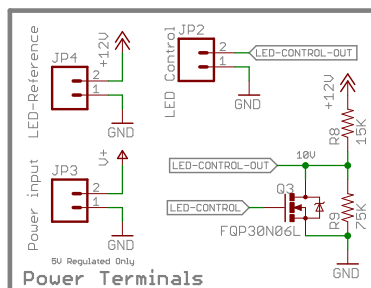 LED-Reference
JP4
2
1
+12V
GND
LED Control
JP2
2
1
LED-CONTROL-OUT
GND
Power input
JP3
2
1
V+
GND
5V Regulated Only
+12V
R8
15K
10V
LED-CONTROL-OUT
LED-CONTROL
Q3
FQP30N06L
R9
75K
GND
Power Terminals